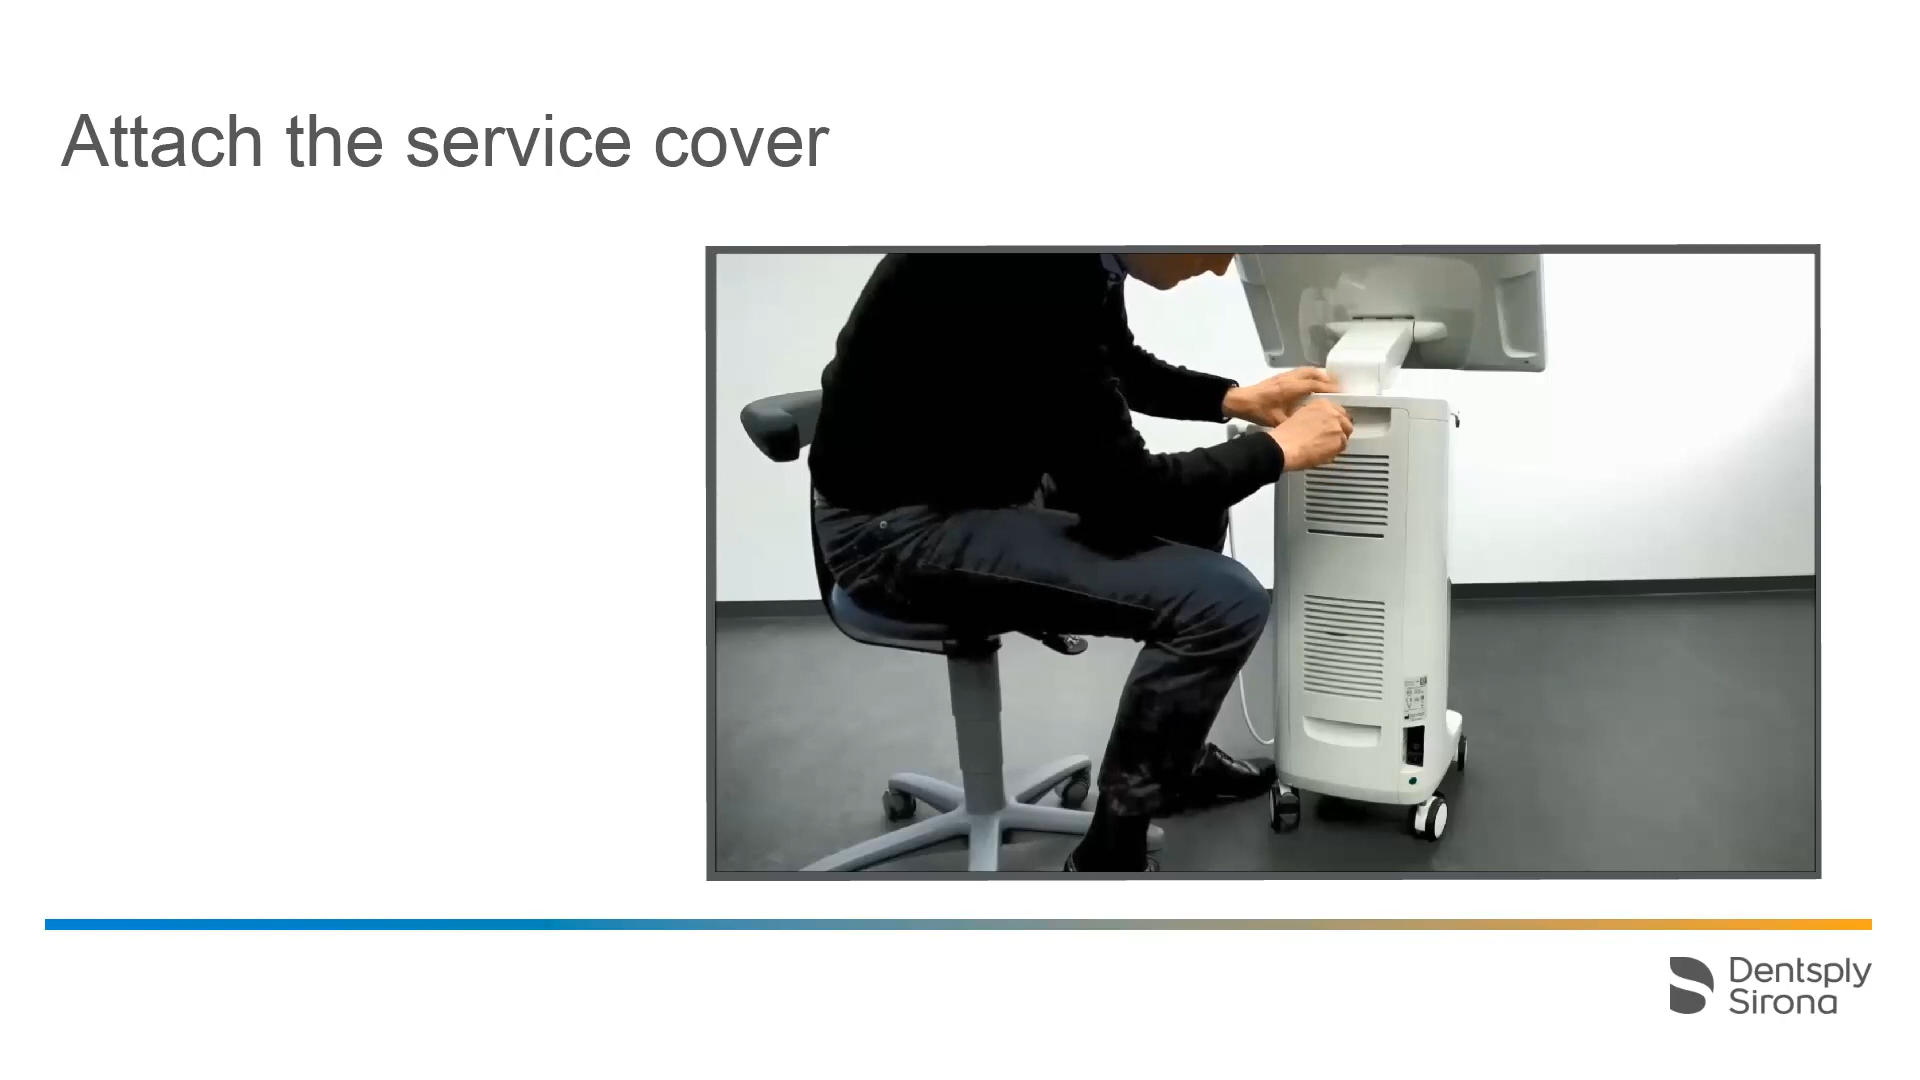 Attach the service cover
Dentsply
Sirona